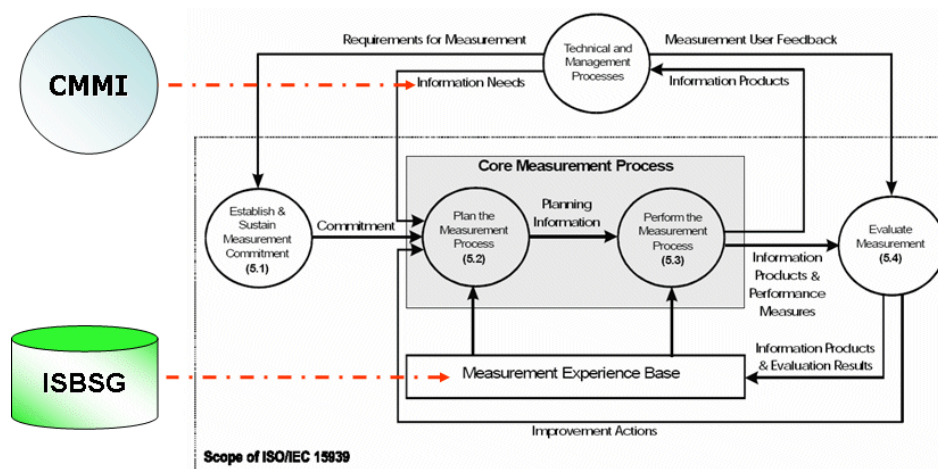 Requirements for Measurement
Technical and
Management
Processes
Measurement User Feedback
CMMI
Information Needs
Information Products
Core Measurement Process
Establish &
Sustain
Measurement
Commitment
(5.1)
Commitment
Plan the
Measurement
Process
(5.2)
Planning
Information
Perform the
Measurement
Process
(5.3)
Evaluate
Measurement
(5.4)
Information
Products &
Performance
Measures
ISBSG
Measurement Experience Base
Information Products
& Evaluation Results
Improvement Actions
Scope of ISO/IEC 15939